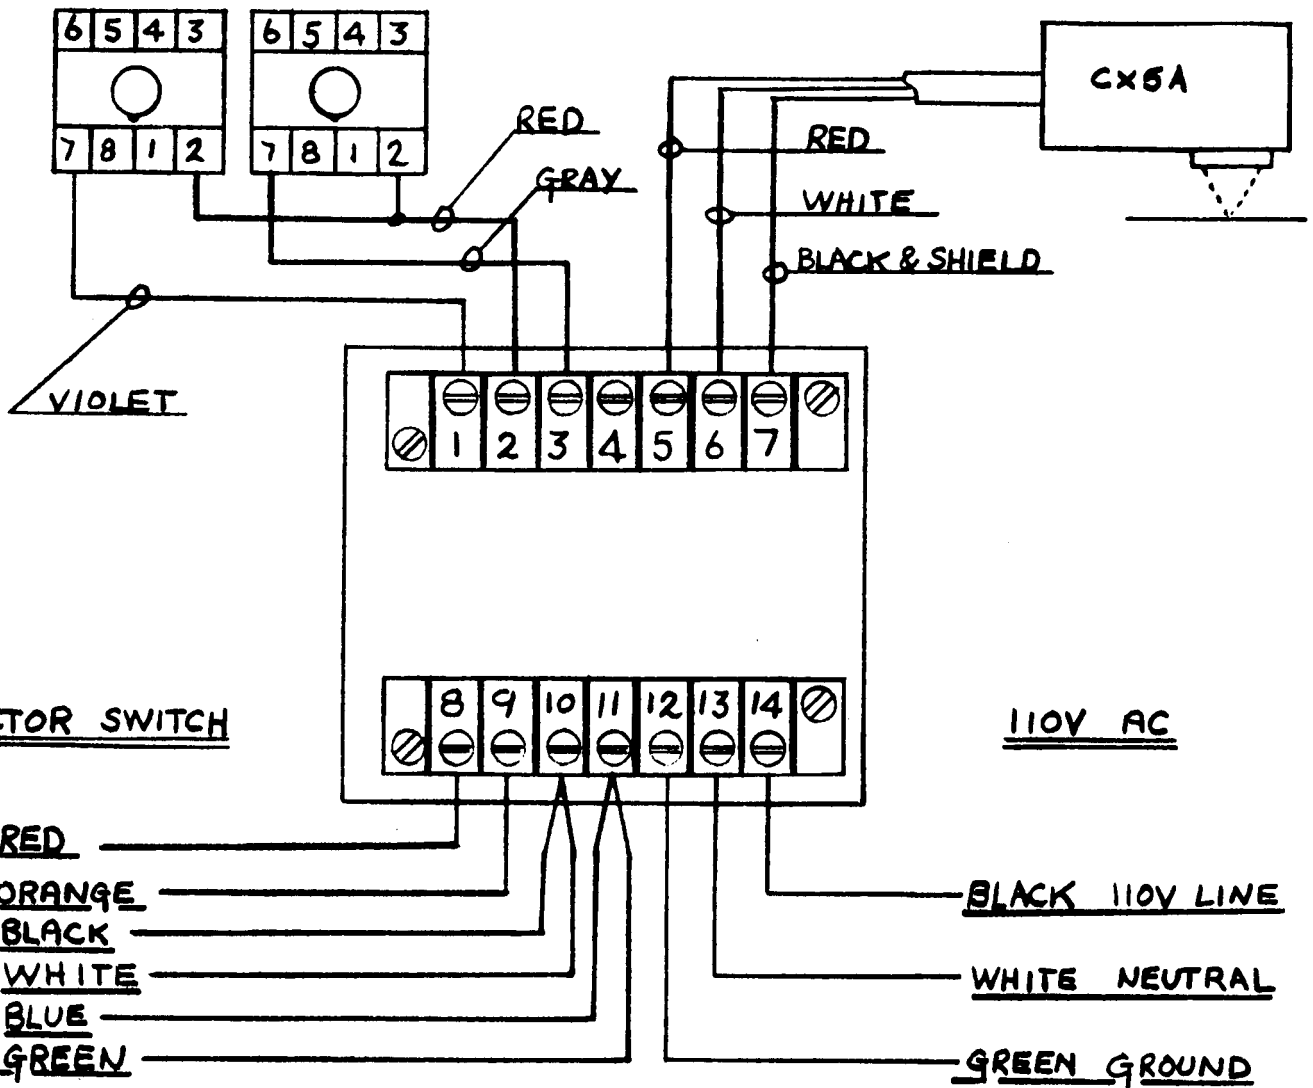 6 5 4 3
6 5 4 3
CX5A
7 8 1 2
7 8 1 2
RED
RED
GRAY
WHITE
BLACK & SHIELD
VIOLET
1 2 3 4 5 6 7
8 9 10 11 12 13 14
CTOR SWITCH
110V AC
RED
ORANGE
BLACK 110V LINE
BLACK
WHITE
WHITE NEUTRAL
BLUE
GREEN
GREEN GROUND